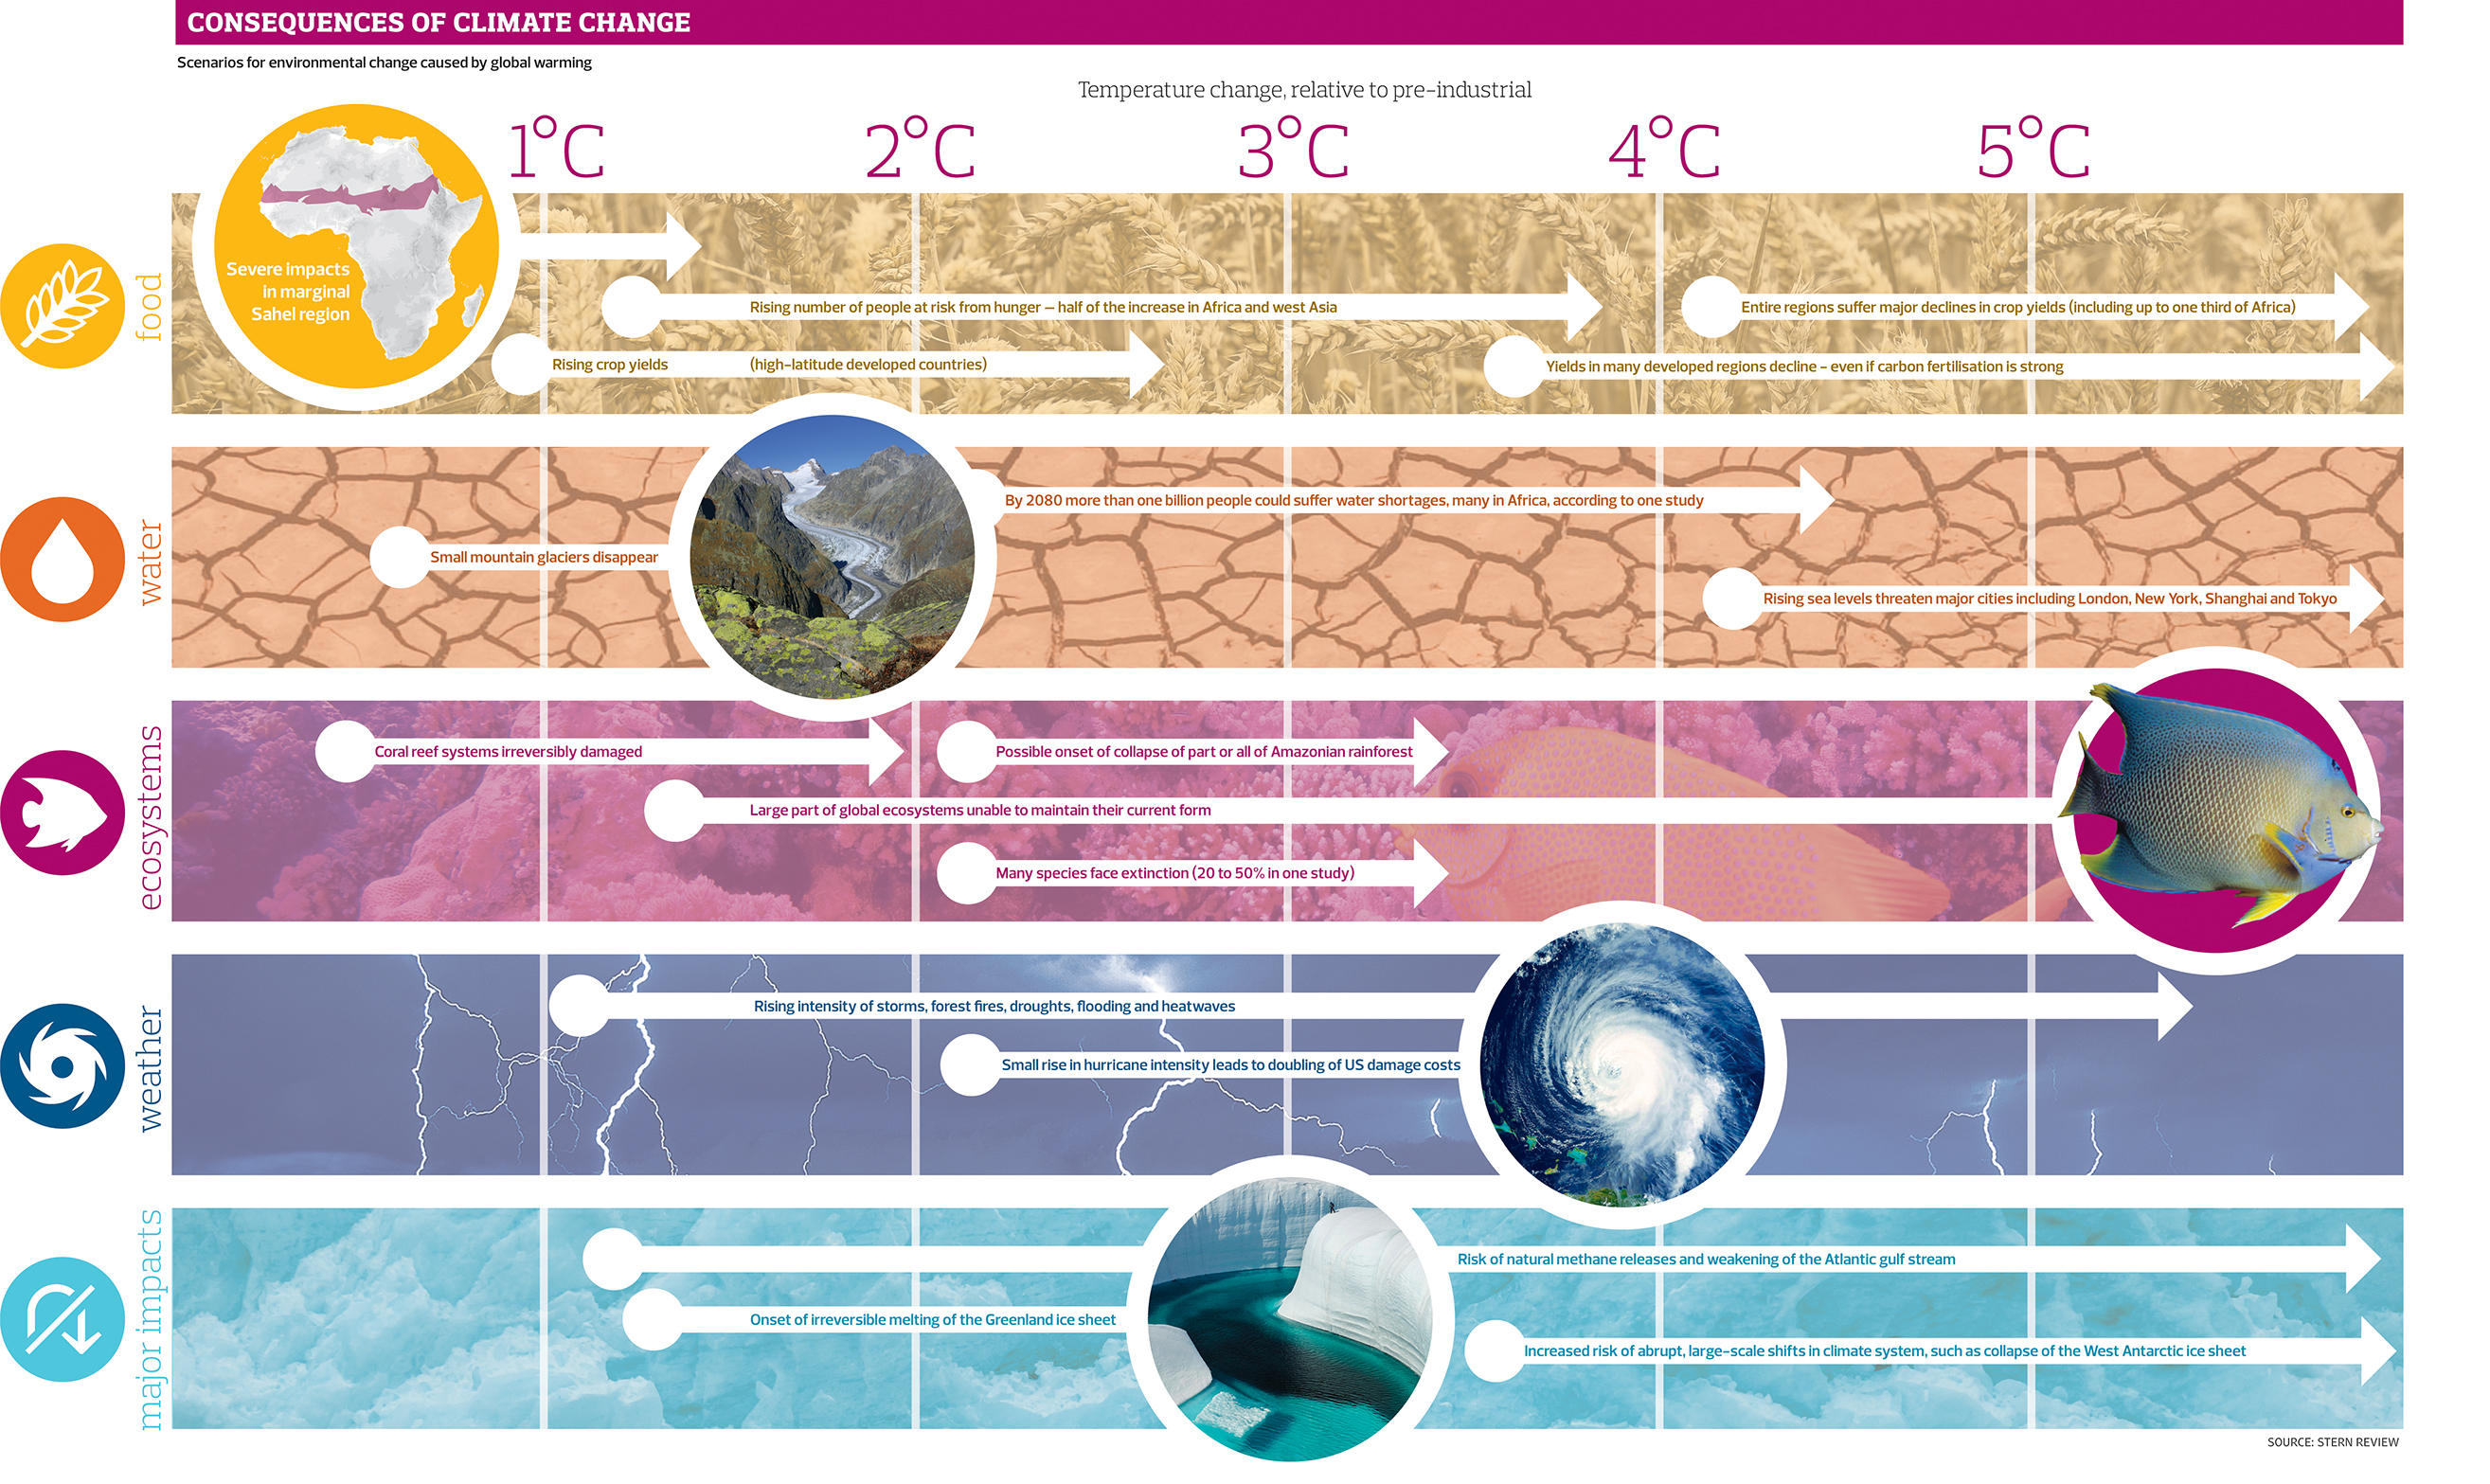 CONSEQUENCES OF CLIMATE CHANGE
Scenarios for environmental change caused by global warming
Temperature change, relative to pre-industrial
1°C 2°C 3°C 4°C 5°C
food
Severe impacts
in marginal
Sahel region
Rising number of people at risk from hunger – half of the increase in Africa and west Asia
Entire regions suffer major declines in crop yields (including up to one third of Africa)
Rising crop yields (high-latitude developed countries)
Yields in many developed regions decline - even if carbon fertilisation is strong
water
By 2080 more than one billion people could suffer water shortages, many in Africa, according to one study
Small mountain glaciers disappear
Rising sea levels threaten major cities including London, New York, Shanghai and Tokyo
ecosystems
Coral reef systems irreversibly damaged
Possible onset of collapse of part or all of Amazonian rainforest
Large part of global ecosystems unable to maintain their current form
Many species face extinction (20 to 50% in one study)
weather
Rising intensity of storms, forest fires, droughts, flooding and heatwaves
Small rise in hurricane intensity leads to doubling of US damage costs
major impacts
Risk of natural methane releases and weakening of the Atlantic gulf stream
Onset of irreversible melting of the Greenland ice sheet
Increased risk of abrupt, large-scale shifts in climate system, such as collapse of the West Antarctic ice sheet
SOURCE: STERN REVIEW